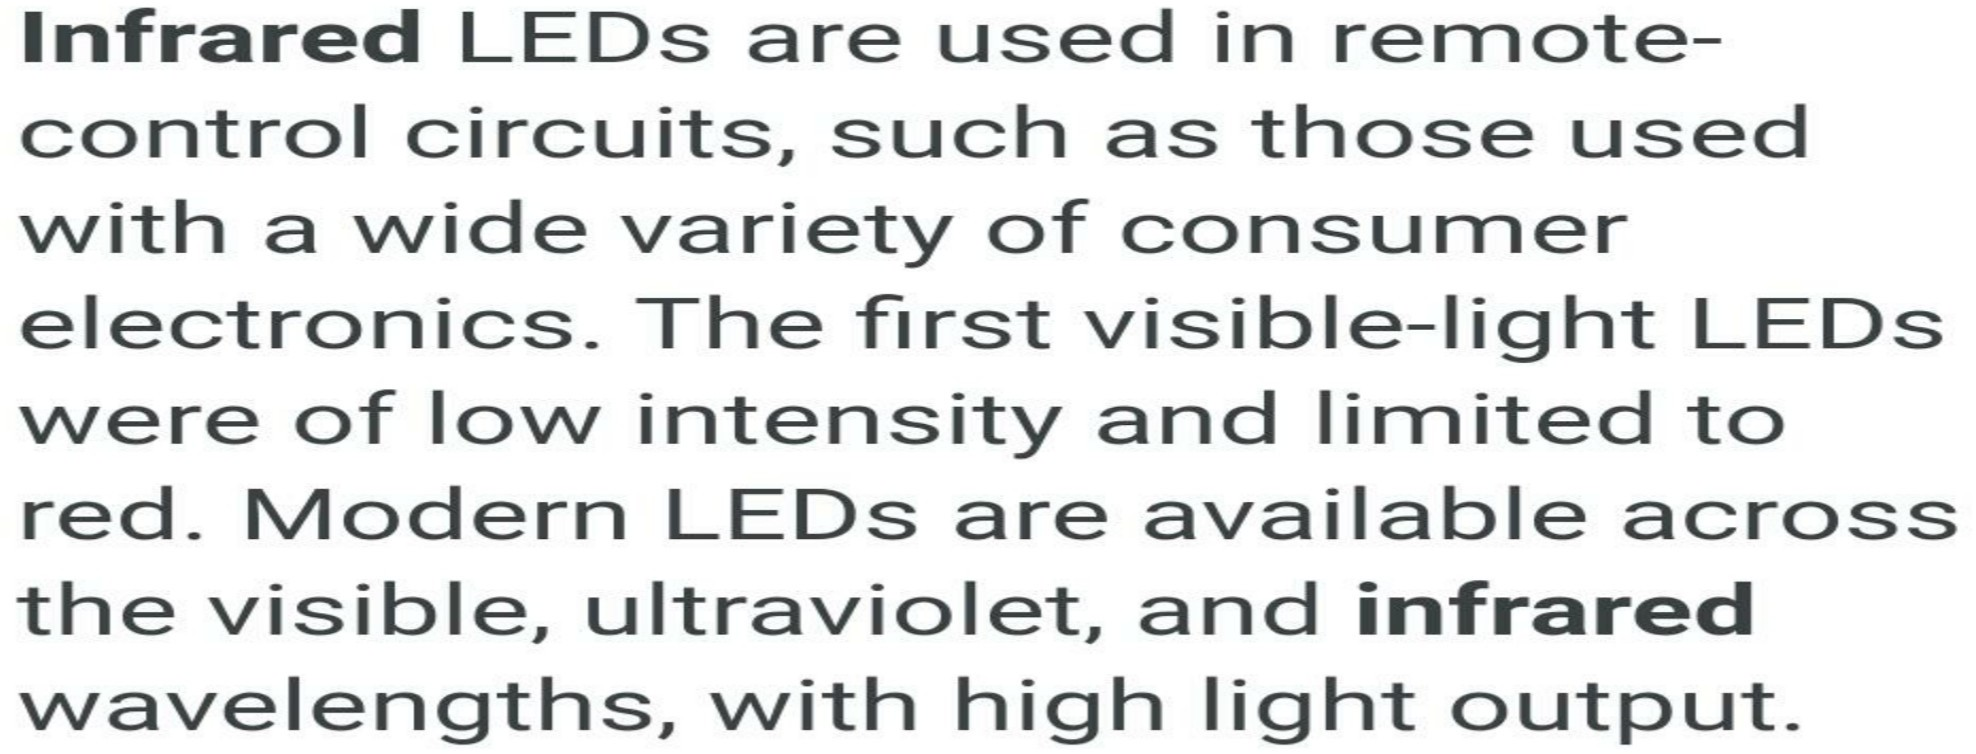 Infrared LEDs are used in remote-
control circuits, such as those used
with a wide variety of consumer
electronics. The first visible-light LEDs
were of low intensity and limited to
red. Modern LEDs are available across
the visible, ultraviolet, and infrared
wavelengths, with high light output.